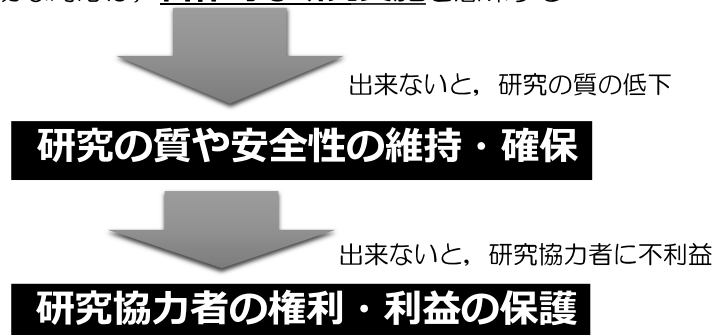 出来ないと，研究の質の低下
研究の質や安全性の維持・確保
出来ないと，研究協力者に不利益
研究協力者の権利・利益の保護